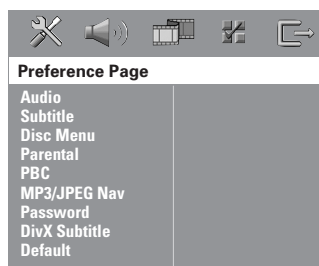 Preference Page
Audio
Subtitle
Disc Menu
Parental
PBC
MP3/JPEG Nav
Password
DivX Subtitle
Default